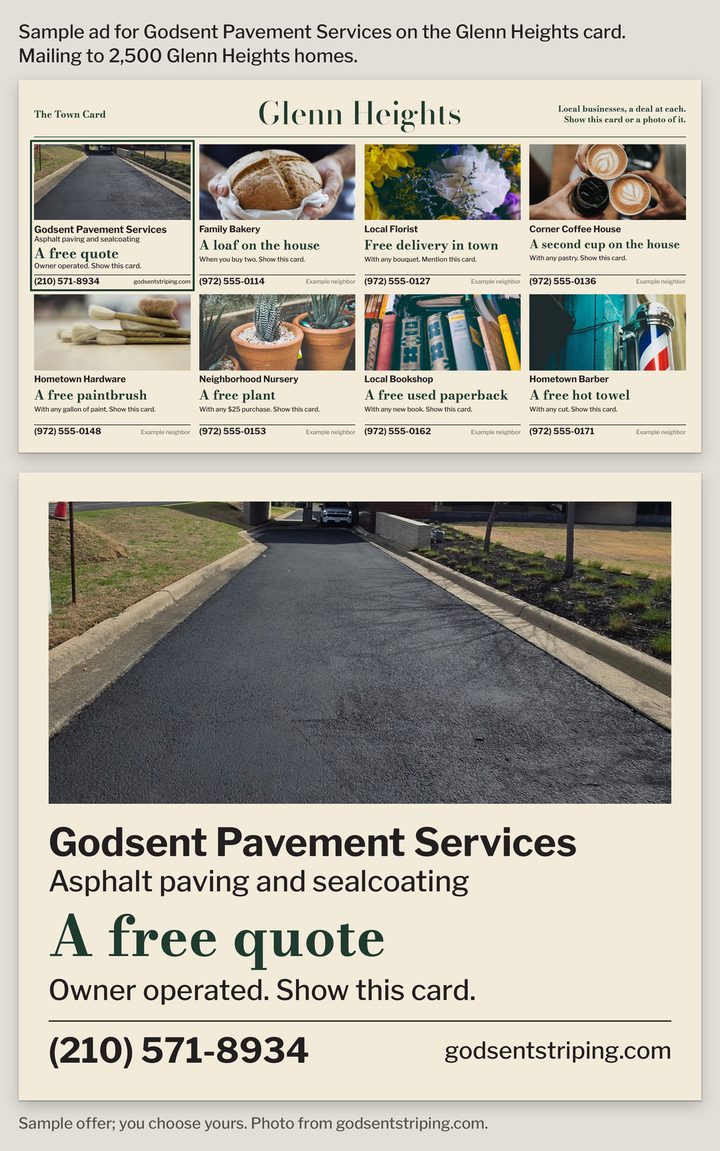 Sample ad for Godsent Pavement Services on the Glenn Heights card.
Mailing to 2,500 Glenn Heights homes.
The Town Card
Glenn Heights
Local businesses, a deal at each.
Show this card or a photo of it.
Godsent Pavement Services
Asphalt paving and sealcoating
A free quote
Owner operated. Show this card.
(210) 571-8934
godsentstriping.com
Family Bakery
A loaf on the house
When you buy two. Show this card.
(972) 555-0114
Example neighbor
Local Florist
Free delivery in town
With any bouquet. Mention this card.
(972) 555-0127
Example neighbor
Corner Coffee House
A second cup on the house
With any pastry. Show this card.
(972) 555-0136
Example neighbor
Hometown Hardware
A free paintbrush
With any gallon of paint. Show this card.
(972) 555-0148
Example neighbor
Neighborhood Nursery
A free plant
With any $25 purchase. Show this card.
(972) 555-0153
Example neighbor
Local Bookshop
A free used paperback
With any new book. Show this card.
(972) 555-0162
Example neighbor
Hometown Barber
A free hot towel
With any cut. Show this card.
(972) 555-0171
Example neighbor
Godsent Pavement Services
Asphalt paving and sealcoating
A free quote
Owner operated. Show this card.
(210) 571-8934
godsentstriping.com
Sample offer; you choose yours. Photo from godsentstriping.com.